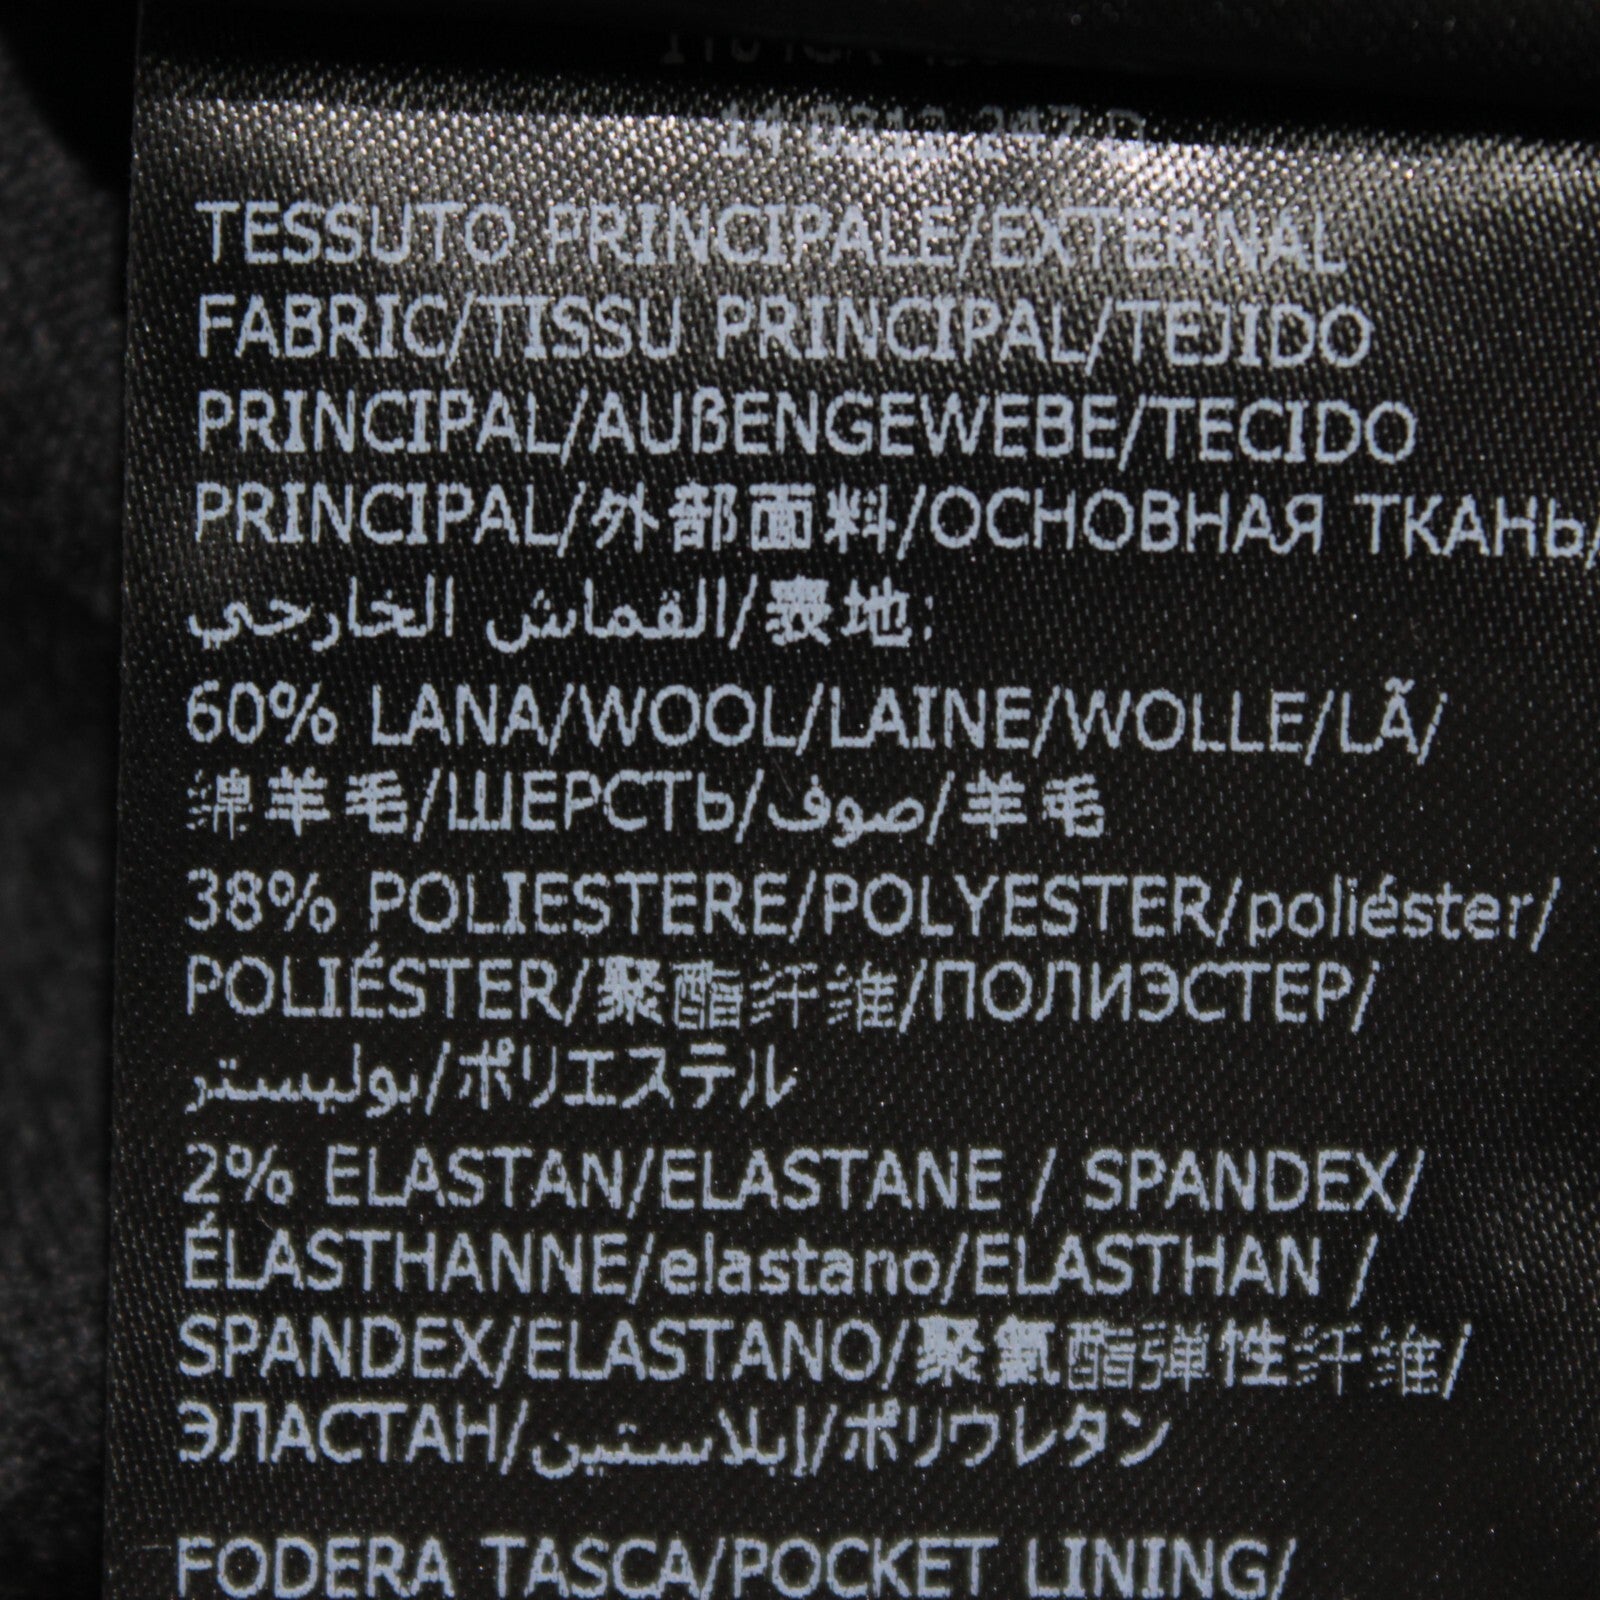 TESSUTO PRINCIPALE/EXTERNAL
FABRIC/TISSU PRINCIPAL/TEJIDO
PRINCIPAL/AUßENGEWEBE/TECIDO
PRINCIPAL/外部面料/ОСНОВНАЯ ТКАНЬ/
القماش الخارجي/表地:
60% LANA/WOOL/LAINE/WOLLE/LÃ/
绵羊毛/ШЕРСТЬ/صوف/羊毛
38% POLIESTERE/POLYESTER/poliéster/
POLIÉSTER/聚酯纤维/ПОЛИЭСТЕР/
بوليستر/ポリエステル
2% ELASTAN/ELASTANE / SPANDEX/
ÉLASTHANNE/elastano/ELASTHAN /
SPANDEX/ELASTANO/聚氨酯弹性纤维/
ЭЛАСТАН/إيلاستين/ポリウレタン
FODERA TASCA/POCKET LINING/